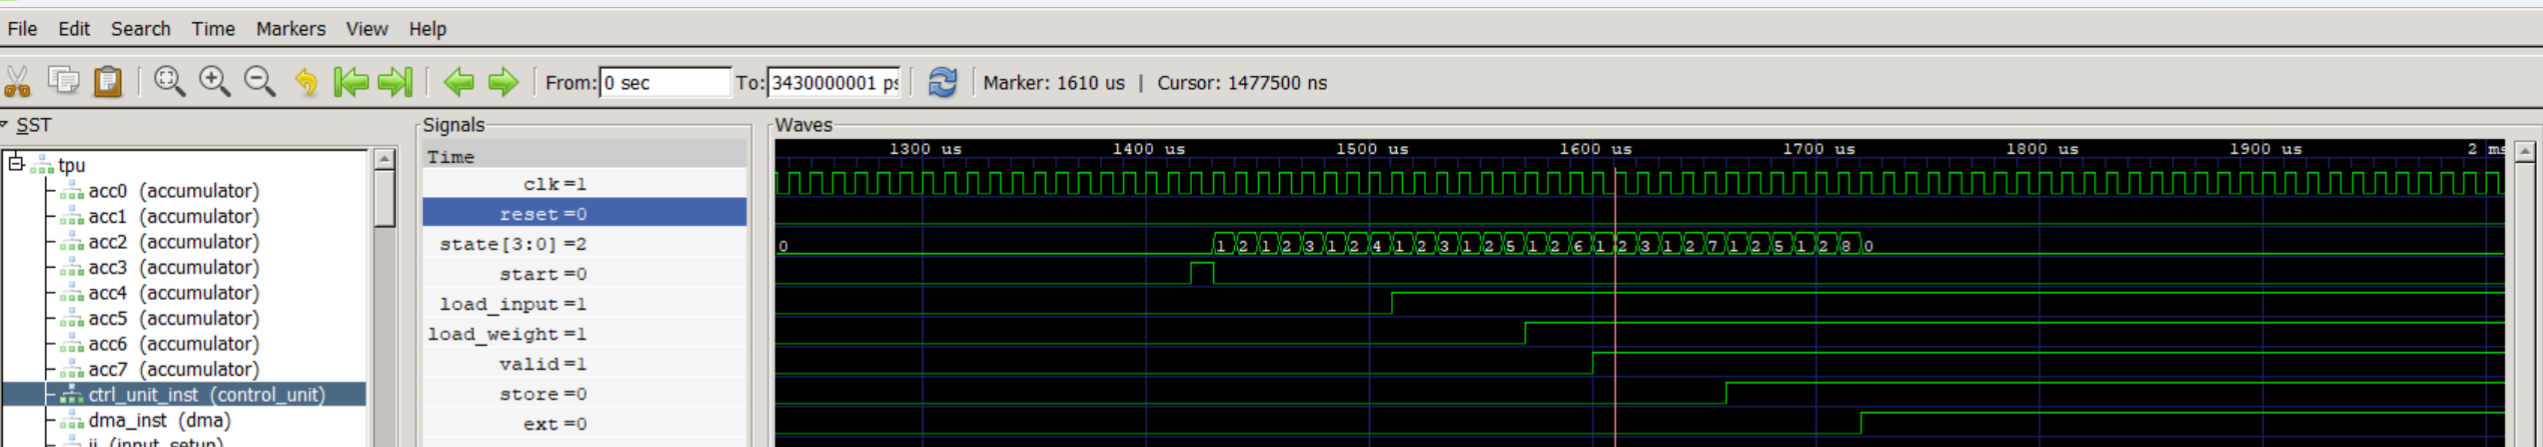 File Edit Search Time Markers View Help
From: 0 sec To: 3430000001 ps Marker: 1610 us | Cursor: 1477500 ns
SST
tpu
acc0 (accumulator)
acc1 (accumulator)
acc2 (accumulator)
acc3 (accumulator)
acc4 (accumulator)
acc5 (accumulator)
acc6 (accumulator)
acc7 (accumulator)
ctrl_unit_inst (control_unit)
dma_inst (dma)
ii (input_setup)
Signals
Time
clk=1
reset=0
state[3:0]=2
start=0
load_input=1
load_weight=1
valid=1
store=0
ext=0
Waves
1300 us 1400 us 1500 us 1600 us 1700 us 1800 us 1900 us 2 ms
0 1 2 1 2 3 1 2 4 1 2 3 1 2 5 1 2 6 1 2 3 1 2 7 1 2 5 1 2 8 0